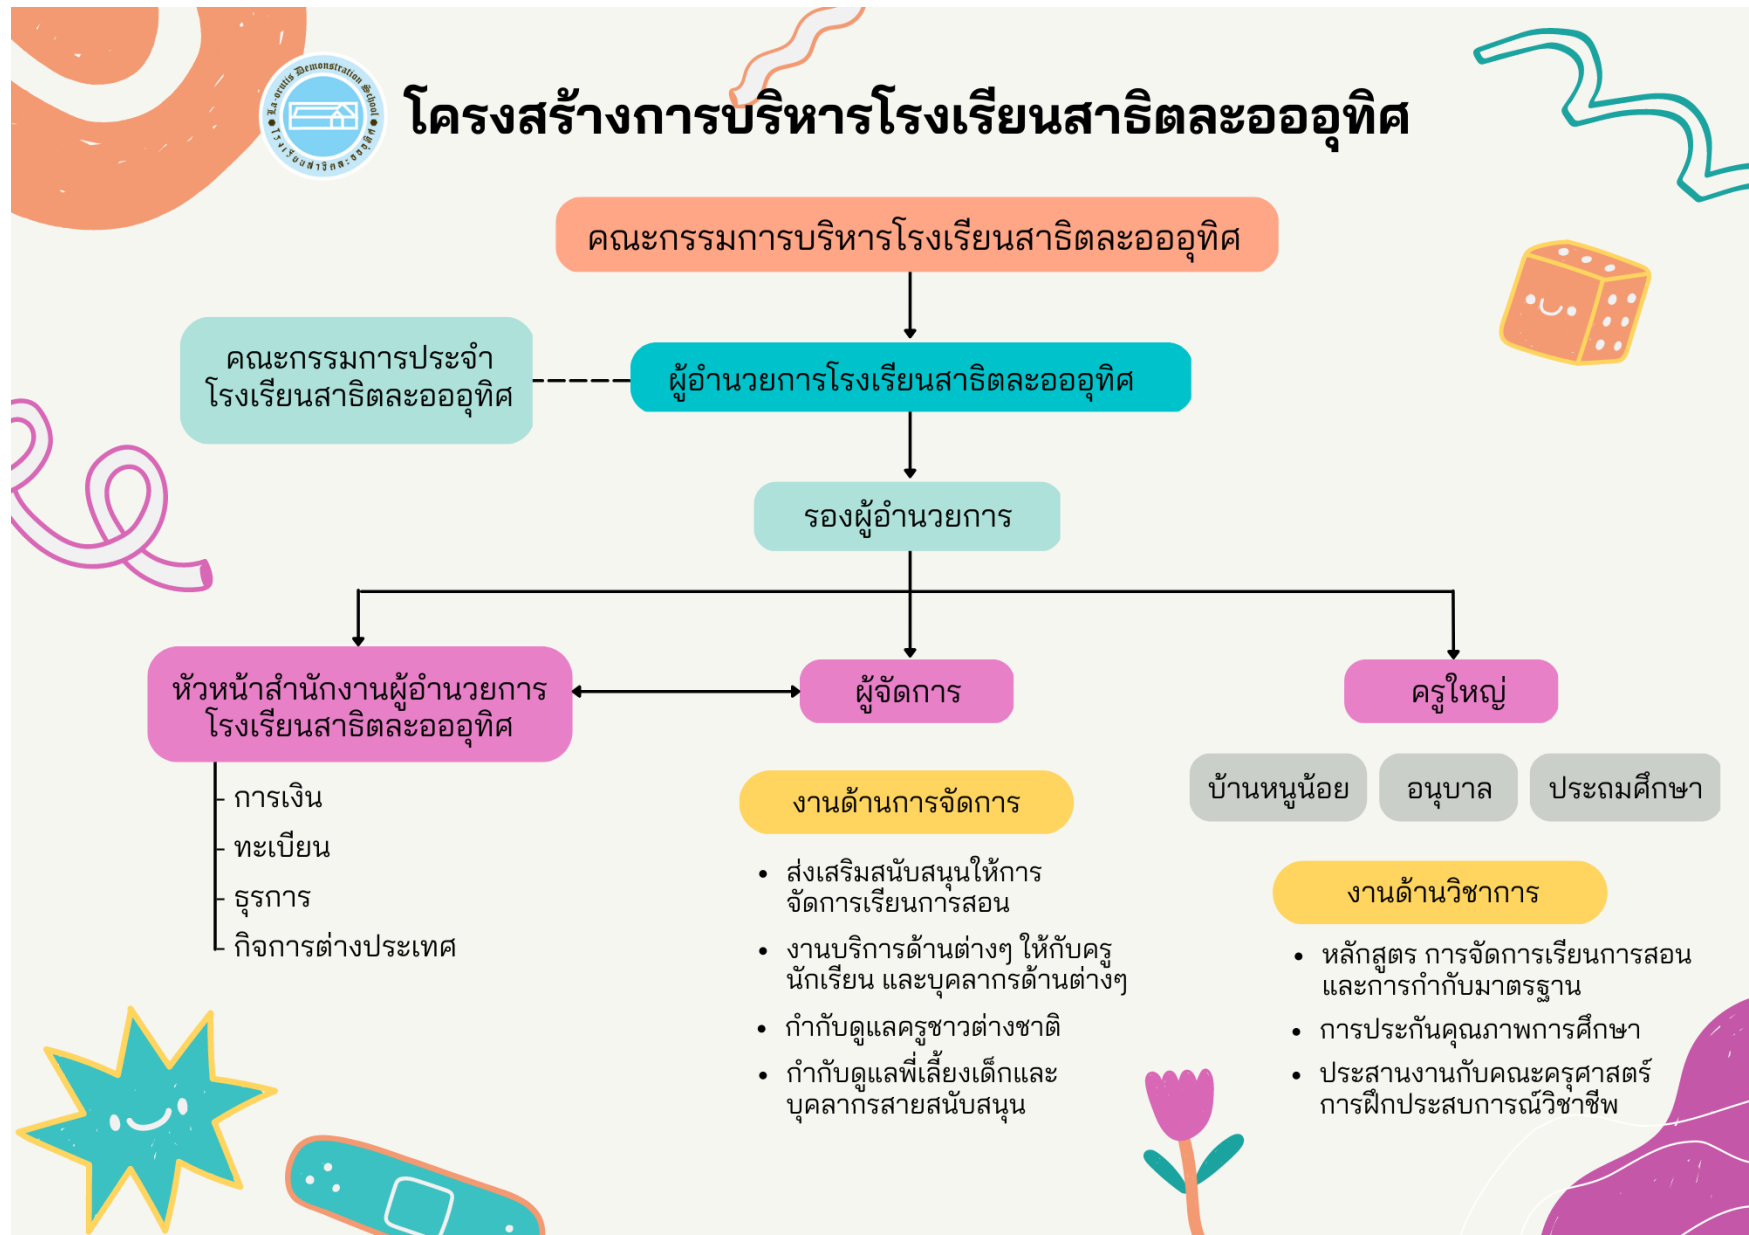 La-orutis Demonstration School
โรงเรียนสาธิตละอออุทิศ
โครงสร้างการบริหารโรงเรียนสาธิตละอออุทิศ
คณะกรรมการบริหารโรงเรียนสาธิตละอออุทิศ
คณะกรรมการประจำ
โรงเรียนสาธิตละอออุทิศ
ผู้อำนวยการโรงเรียนสาธิตละอออุทิศ
รองผู้อำนวยการ
หัวหน้าสำนักงานผู้อำนวยการ
โรงเรียนสาธิตละอออุทิศ
การเงิน
ทะเบียน
ธุรการ
กิจการต่างประเทศ
ผู้จัดการ
งานด้านการจัดการ
• ส่งเสริมสนับสนุนให้การ
จัดการเรียนการสอน
• งานบริการด้านต่างๆ ให้กับครู
นักเรียน และบุคลากรด้านต่างๆ
• กำกับดูแลครูชาวต่างชาติ
• กำกับดูแลพี่เลี้ยงเด็กและ
บุคลากรสายสนับสนุน
ครูใหญ่
บ้านหนูน้อย
อนุบาล
ประถมศึกษา
งานด้านวิชาการ
• หลักสูตร การจัดการเรียนการสอน
และการกำกับมาตรฐาน
• การประกันคุณภาพการศึกษา
• ประสานงานกับคณะครุศาสตร์
การฝึกประสบการณ์วิชาชีพ